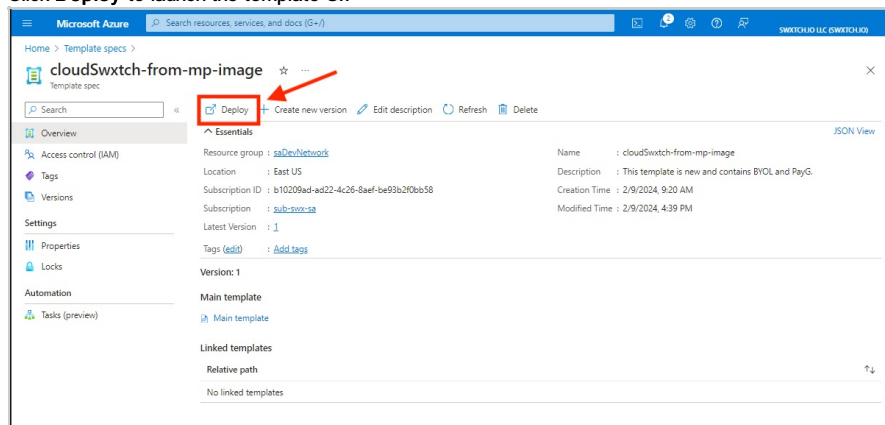 Click Deploy to launch the template UI.
Microsoft Azure Search resources, services, and docs (G+/) 2 SWXTCH.IO LLC (SWXTCH.IO)
Home > Template specs >
cloudSwxtch-from-mp-image ☆ ...
Template spec
Search «
Deploy + Create new version Edit description Refresh Delete
Overview
Access control (IAM)
Tags
Versions
Settings
Properties
Locks
Automation
Tasks (preview)
Essentials JSON View
Resource group : saDevNetwork
Location : East US
Subscription ID : b10209ad-ad22-4c26-8aef-be93b2f0bb58
Subscription : sub-swx-sa
Latest Version : 1
Tags (edit) : Add tags
Name : cloudSwxtch-from-mp-image
Description : This template is new and contains BYOL and PayG.
Creation Time : 2/9/2024, 9:20 AM
Modified Time : 2/9/2024, 4:39 PM
Version: 1
Main template
Main template
Linked templates
Relative path ↑↓
No linked templates